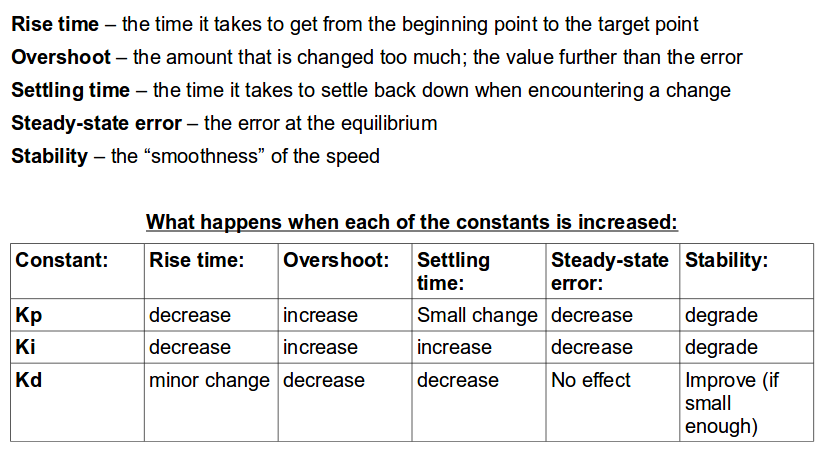 Rise time – the time it takes to get from the beginning point to the target point
Overshoot – the amount that is changed too much; the value further than the error
Settling time – the time it takes to settle back down when encountering a change
Steady-state error – the error at the equilibrium
Stability – the “smoothness” of the speed
What happens when each of the constants is increased:
Constant: Rise time: Overshoot: Settling time: Steady-state error: Stability:
Kp decrease increase Small change decrease degrade
Ki decrease increase increase decrease degrade
Kd minor change decrease decrease No effect Improve (if small enough)